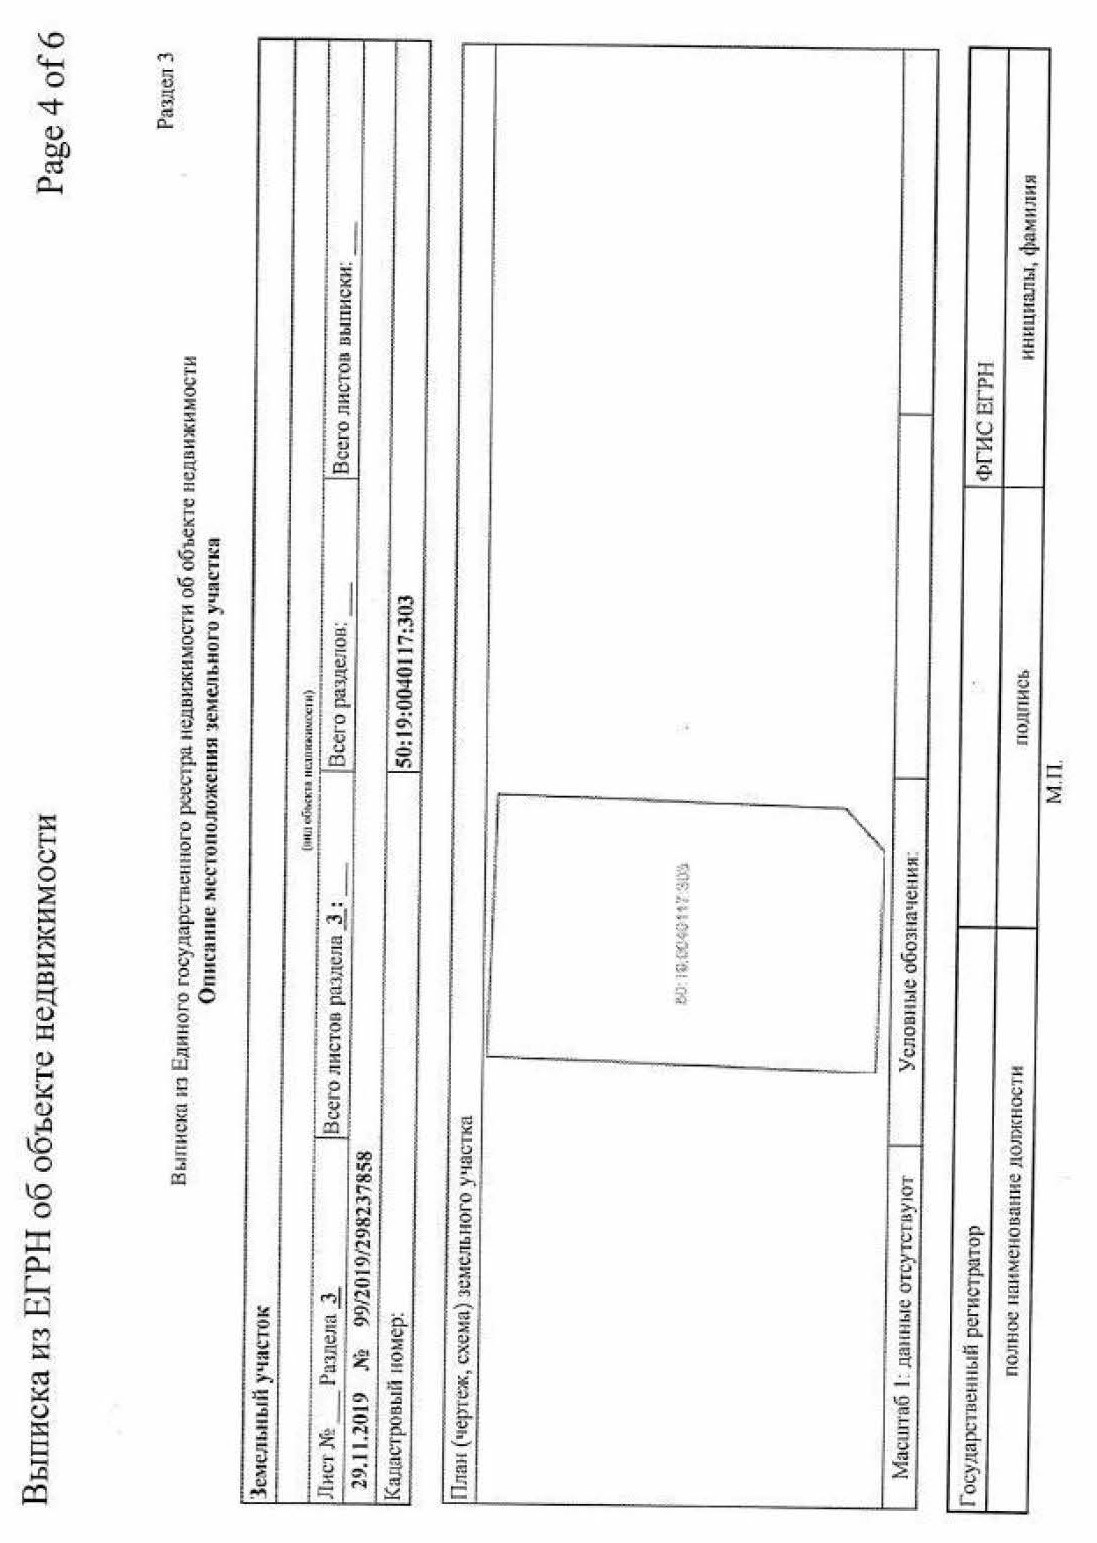 Выписка из ЕГРН об объекте недвижимости Page 4 of 6
Раздел 3
Выписка из Единого государственного реестра недвижимости об объекте недвижимости
Описание местоположения земельного участка
Земельный участок
(вид объекта недвижимости)
Лист № ___ Раздела 3 Всего листов раздела 3 : ___ Всего разделов: ___ Всего листов выписки: ___
29.11.2019 № 99/2019/298237858
Кадастровый номер: 50:19:0040117:303
План (чертеж, схема) земельного участка
50:19:0040117:303
Масштаб 1: данные отсутствуют Условные обозначения:
Государственный регистратор ФГИС ЕГРН
полное наименование должности подпись инициалы, фамилия
М.П.